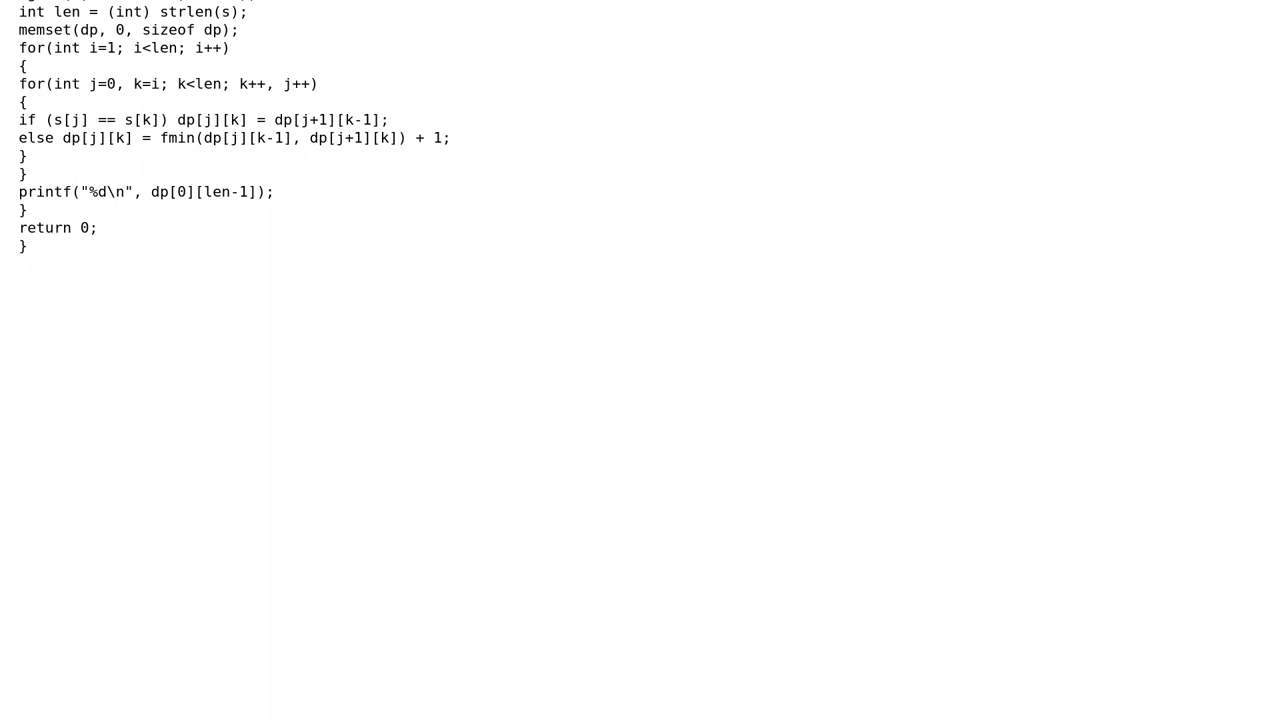 int len = (int) strlen(s);
memset(dp, 0, sizeof dp);
for(int i=1; i<len; i++)
{
for(int j=0, k=i; k<len; k++, j++)
{
if (s[j] == s[k]) dp[j][k] = dp[j+1][k-1];
else dp[j][k] = fmin(dp[j][k-1], dp[j+1][k]) + 1;
}
}
printf("%d\n", dp[0][len-1]);
}
return 0;
}